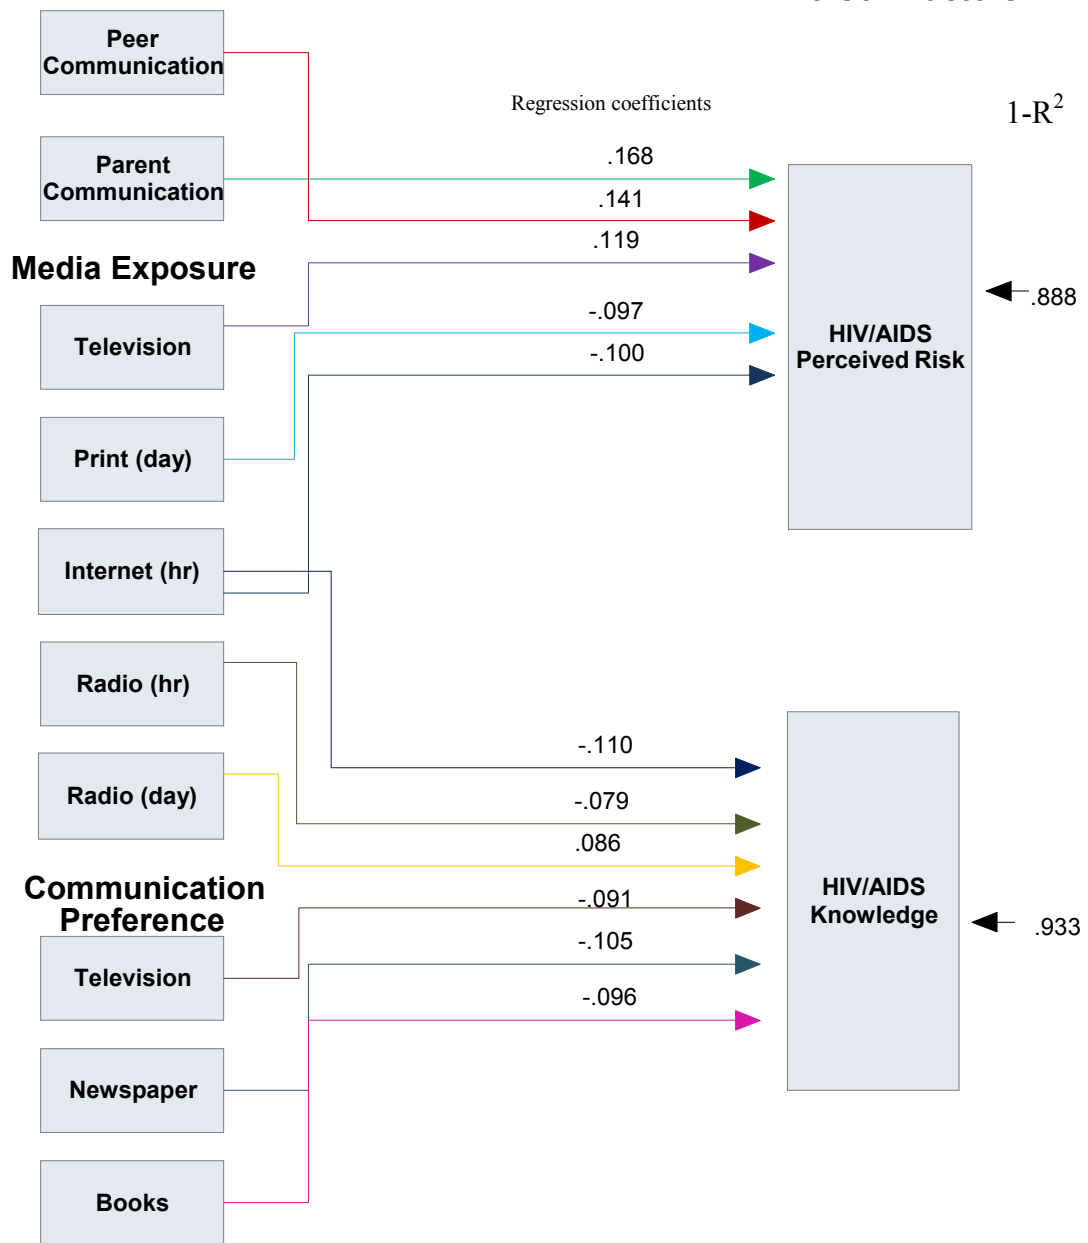 Peer
Communication
Regression coefficients
1-R²
Parent
Communication
.168
.141
.119
Media Exposure
-.097
-.100
Television
HIV/AIDS
Perceived Risk
.888
Print (day)
Internet (hr)
Radio (hr)
Radio (day)
-.110
-.079
.086
-.091
-.105
-.096
HIV/AIDS
Knowledge
.933
Communication
Preference
Television
Newspaper
Books